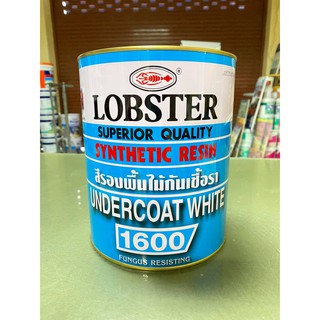 LOBSTER
SUPERIOR QUALITY
SYNTHETIC RESIN
สีรองพื้นไม้กันเชื้อรา
UNDERCOAT WHITE
1600
FUNGUS RESISTING